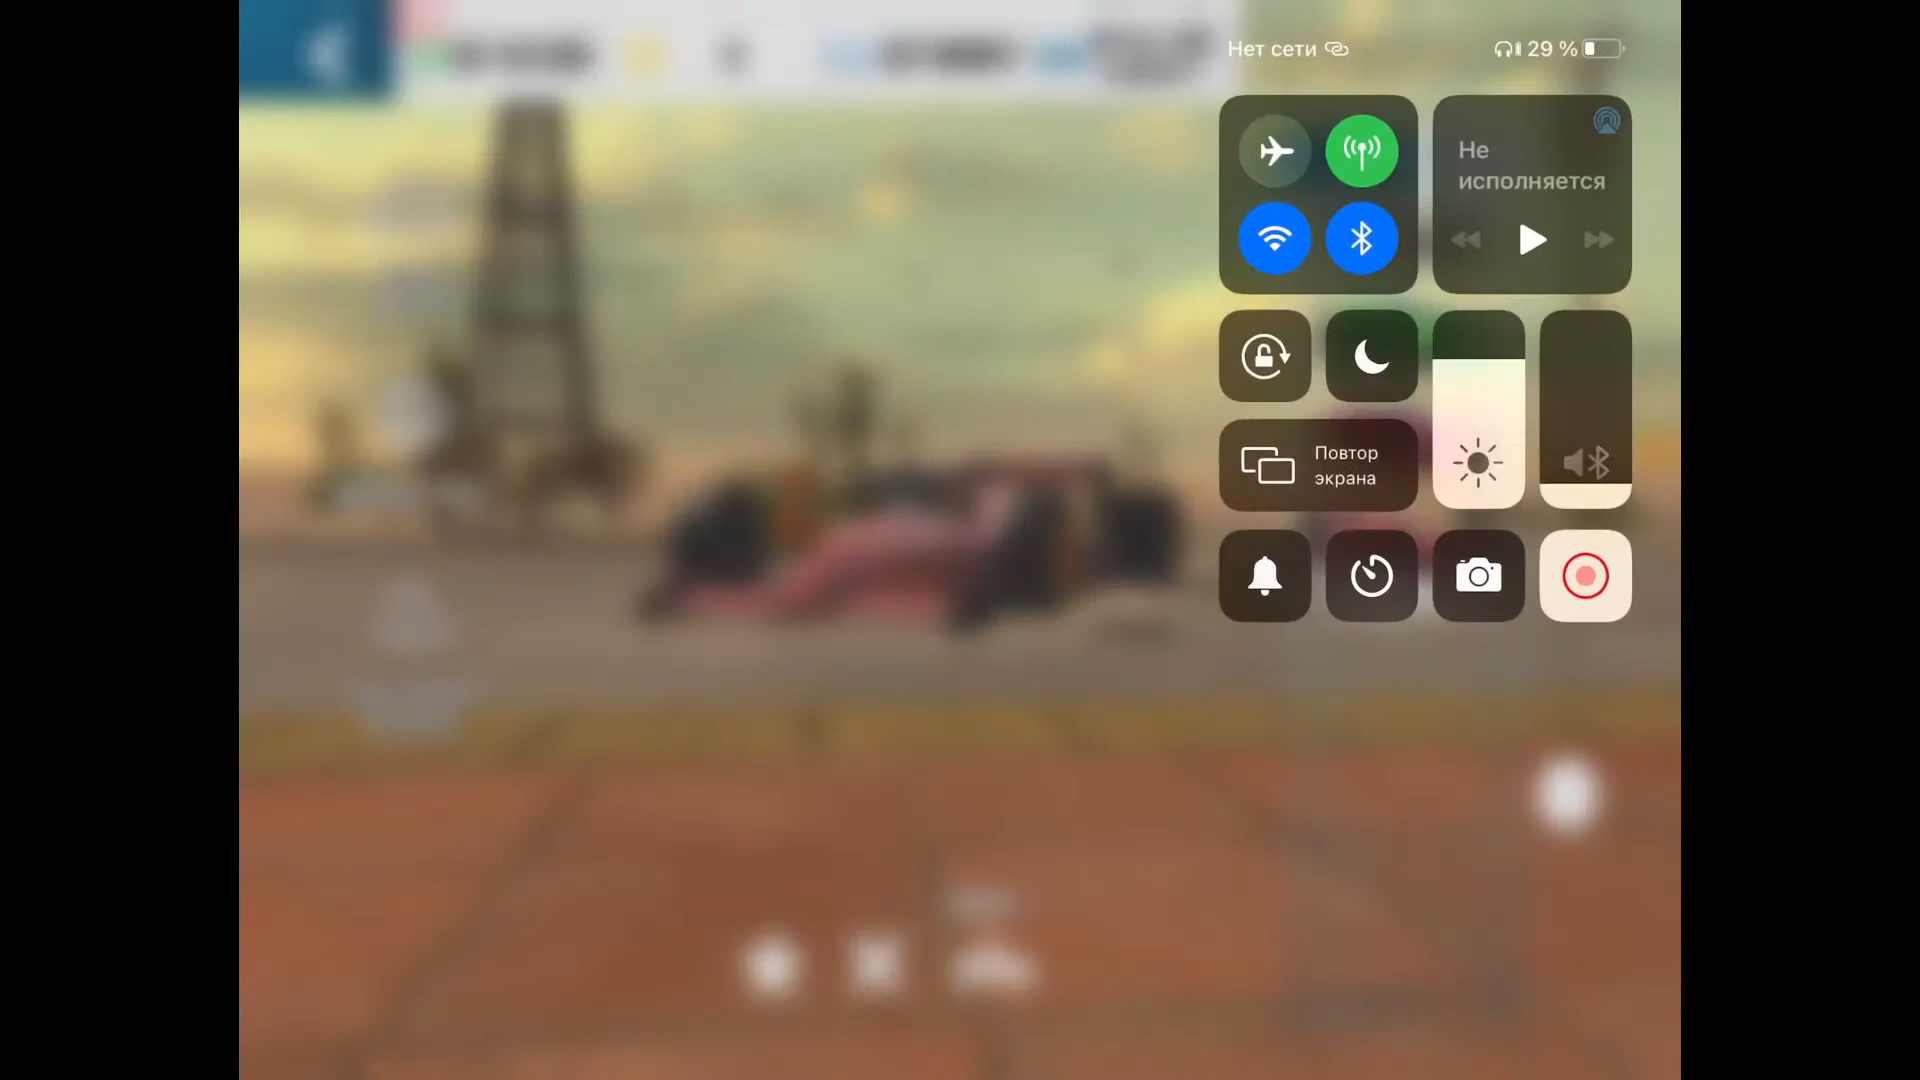 Нет сети
29 %
Не
исполняется
Повтор
экрана